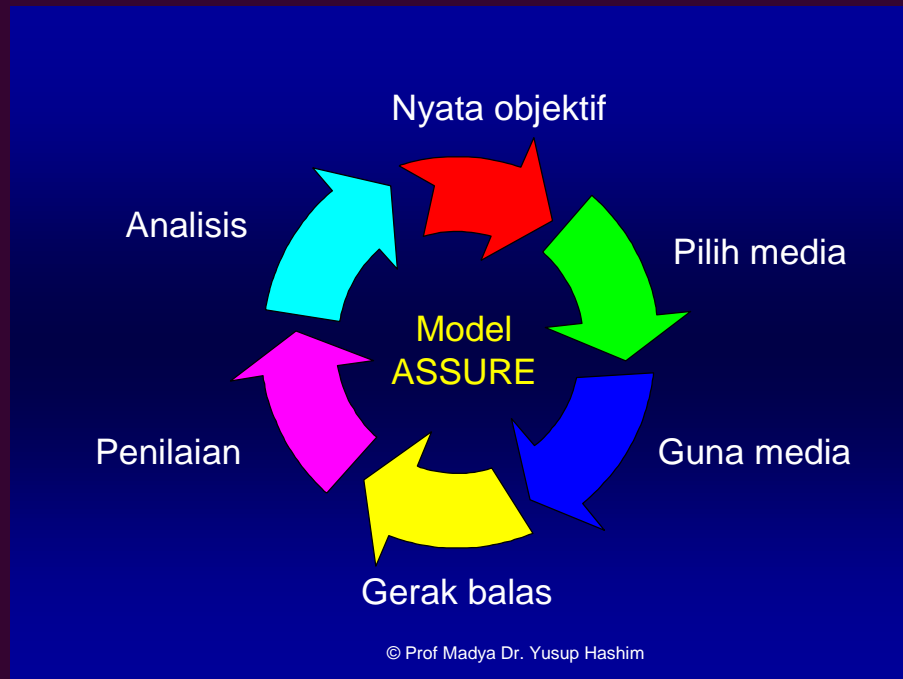 Nyata objektif
Analisis
Pilih media
Model
ASSURE
Penilaian
Guna media
Gerak balas
© Prof Madya Dr. Yusup Hashim